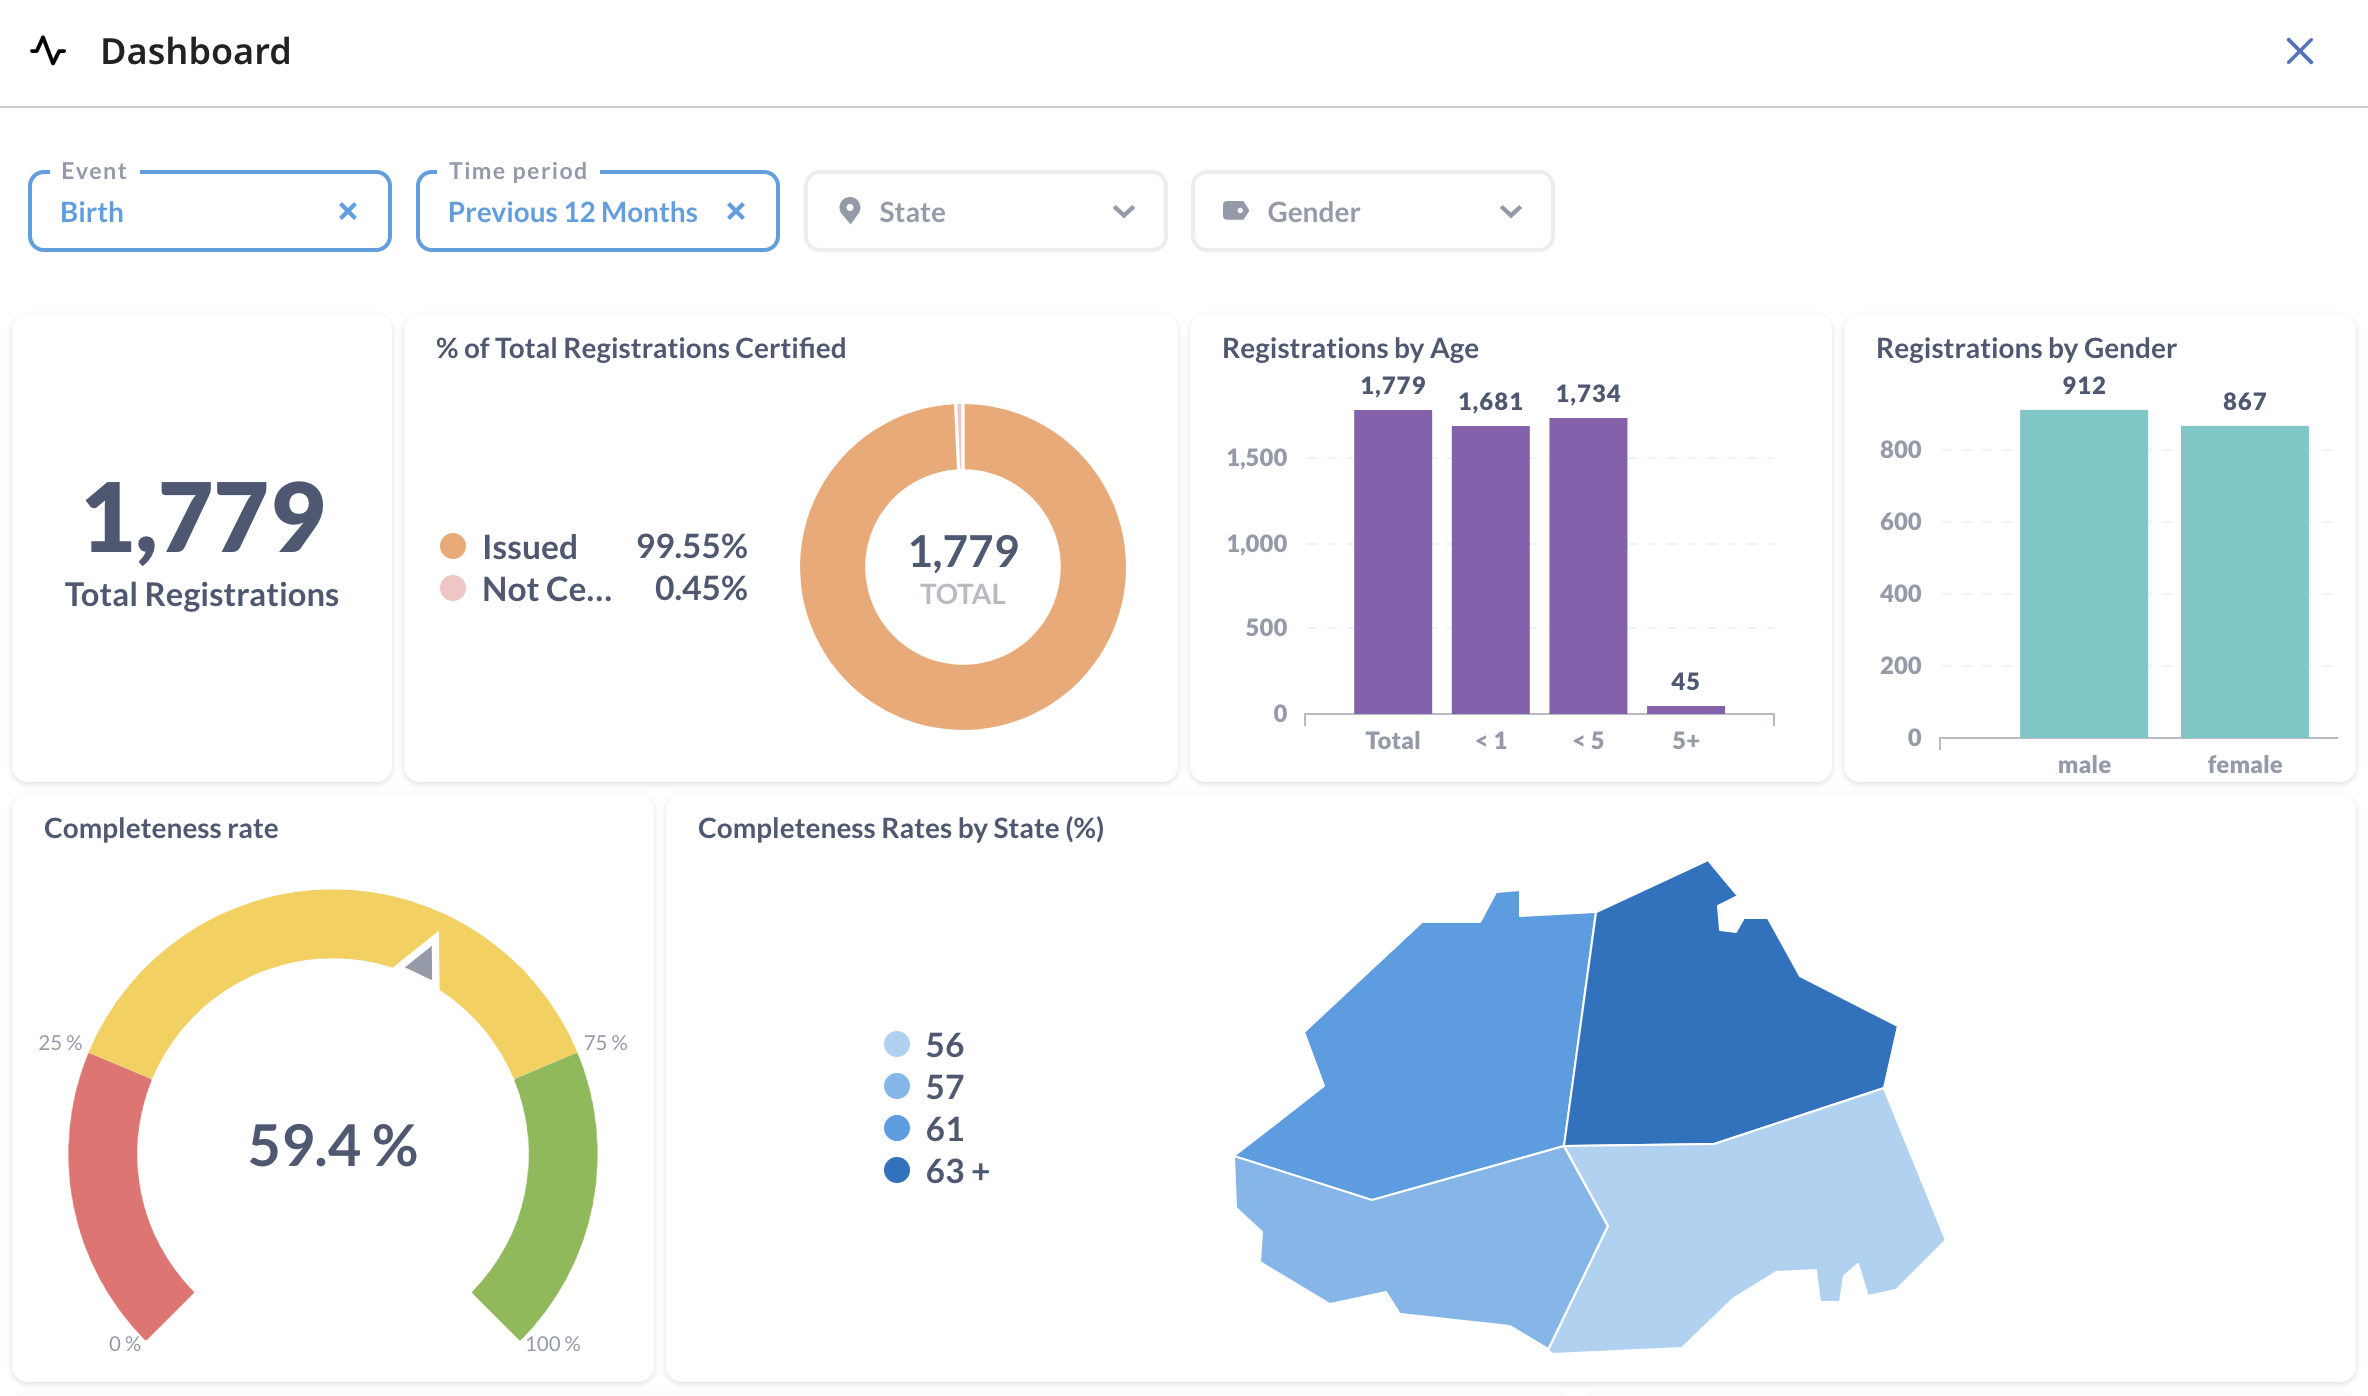 Dashboard
Event
Birth
Time period
Previous 12 Months
State
Gender
1,779
Total Registrations
% of Total Registrations Certified
Issued 99.55%
Not Ce... 0.45%
1,779
TOTAL
Registrations by Age
1,779
1,681
1,734
45
1,500
1,000
500
0
Total
< 1
< 5
5+
Registrations by Gender
912
867
800
600
400
200
0
male
female
Completeness rate
25 %
75 %
59.4 %
0 %
100 %
Completeness Rates by State (%)
56
57
61
63 +